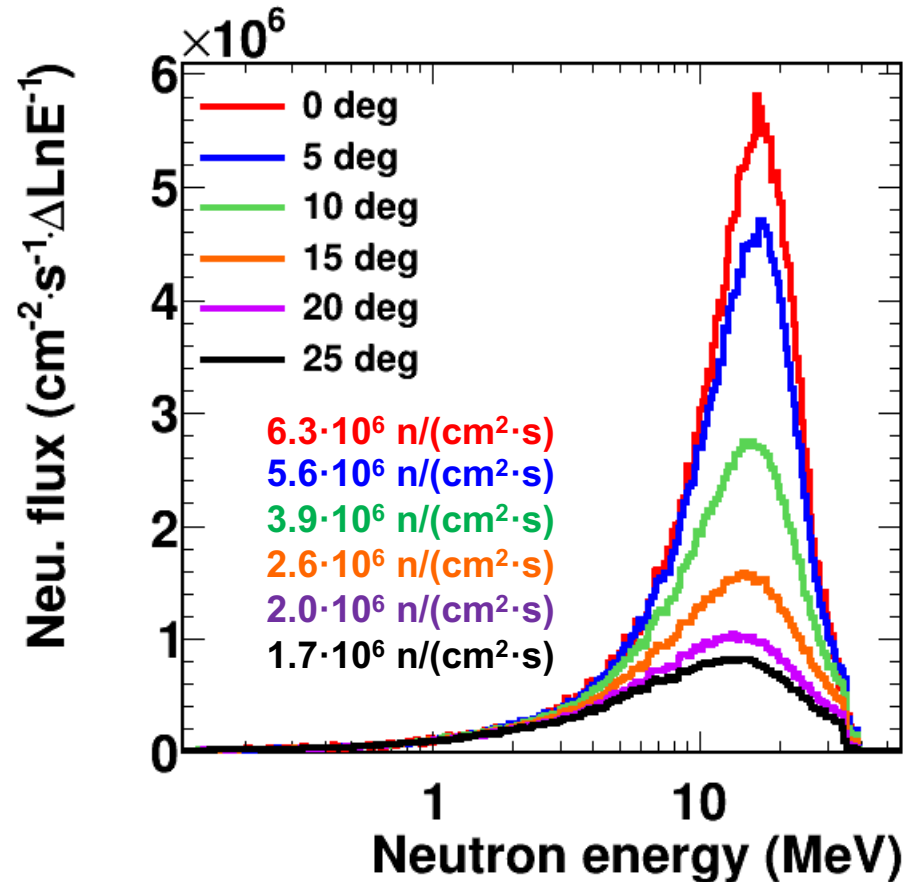 ×10⁶
Neu. flux (cm⁻²·s⁻¹·ΔLnE⁻¹)
6
5
4
3
2
1
0
0 deg
5 deg
10 deg
15 deg
20 deg
25 deg
6.3·10⁶ n/(cm²·s)
5.6·10⁶ n/(cm²·s)
3.9·10⁶ n/(cm²·s)
2.6·10⁶ n/(cm²·s)
2.0·10⁶ n/(cm²·s)
1.7·10⁶ n/(cm²·s)
1 10
Neutron energy (MeV)